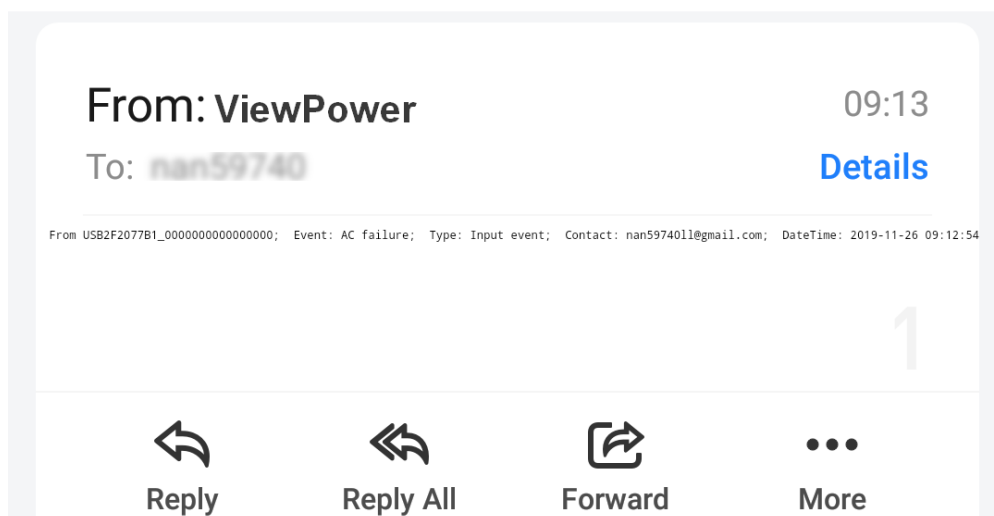 From: ViewPower 09:13
To: nan59740 Details
From USB2F2077B1_0000000000000000; Event: AC failure; Type: Input event; Contact: nan59740ll@gmail.com; DateTime: 2019-11-26 09:12:54
1
Reply Reply All Forward More